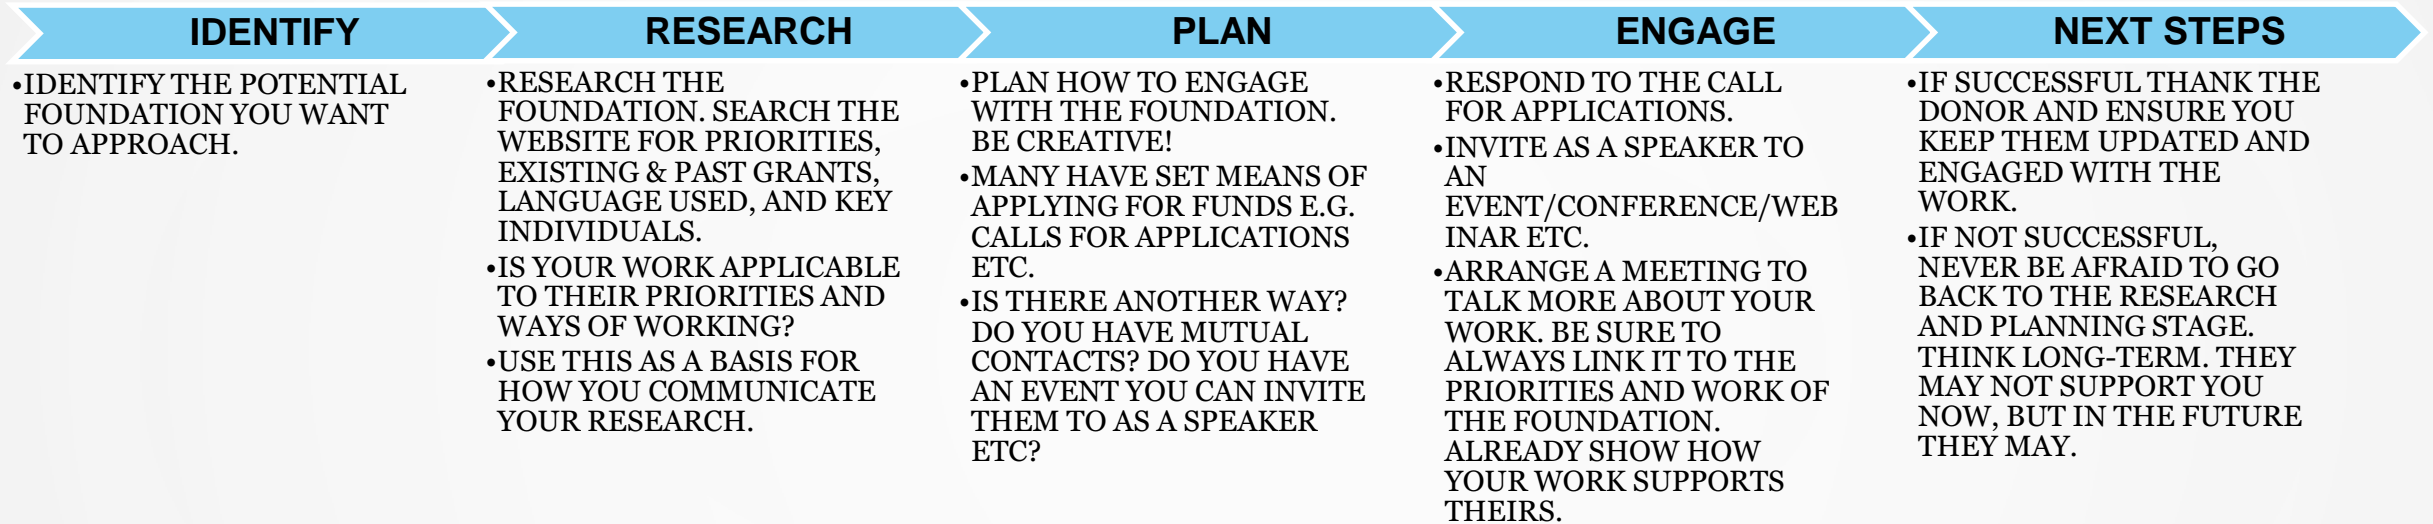 IDENTIFY
•IDENTIFY THE POTENTIAL
FOUNDATION YOU WANT
TO APPROACH.
RESEARCH
•RESEARCH THE
FOUNDATION. SEARCH THE
WEBSITE FOR PRIORITIES,
EXISTING & PAST GRANTS,
LANGUAGE USED, AND KEY
INDIVIDUALS.
•IS YOUR WORK APPLICABLE
TO THEIR PRIORITIES AND
WAYS OF WORKING?
•USE THIS AS A BASIS FOR
HOW YOU COMMUNICATE
YOUR RESEARCH.
PLAN
•PLAN HOW TO ENGAGE
WITH THE FOUNDATION.
BE CREATIVE!
•MANY HAVE SET MEANS OF
APPLYING FOR FUNDS E.G.
CALLS FOR APPLICATIONS
ETC.
•IS THERE ANOTHER WAY?
DO YOU HAVE MUTUAL
CONTACTS? DO YOU HAVE
AN EVENT YOU CAN INVITE
THEM TO AS A SPEAKER
ETC?
ENGAGE
•RESPOND TO THE CALL
FOR APPLICATIONS.
•INVITE AS A SPEAKER TO
AN
EVENT/CONFERENCE/WEB
INAR ETC.
•ARRANGE A MEETING TO
TALK MORE ABOUT YOUR
WORK. BE SURE TO
ALWAYS LINK IT TO THE
PRIORITIES AND WORK OF
THE FOUNDATION.
ALREADY SHOW HOW
YOUR WORK SUPPORTS
THEIRS.
NEXT STEPS
•IF SUCCESSFUL THANK THE
DONOR AND ENSURE YOU
KEEP THEM UPDATED AND
ENGAGED WITH THE
WORK.
•IF NOT SUCCESSFUL,
NEVER BE AFRAID TO GO
BACK TO THE RESEARCH
AND PLANNING STAGE.
THINK LONG-TERM. THEY
MAY NOT SUPPORT YOU
NOW, BUT IN THE FUTURE
THEY MAY.